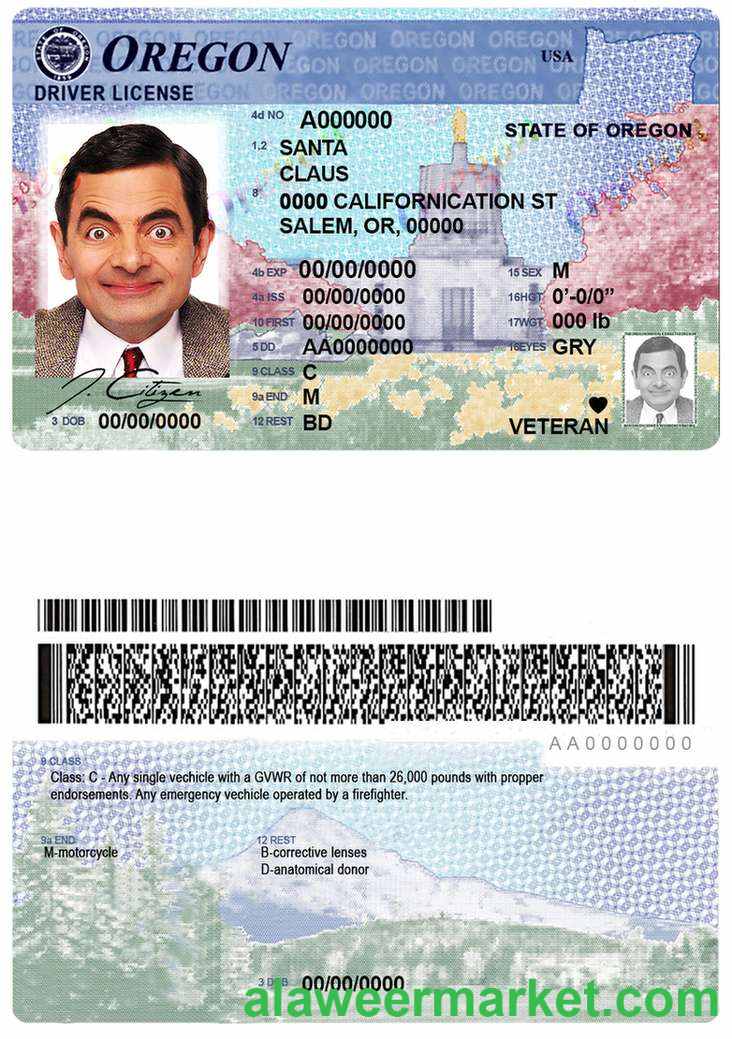 OREGON
USA
DRIVER LICENSE
4d NO A000000
STATE OF OREGON
1,2 SANTA
CLAUS
8 0000 CALIFORNICATION ST
SALEM, OR, 00000
4b EXP 00/00/0000
15 SEX M
4a ISS 00/00/0000
16HGT 0'-0/0”
10 FIRST 00/00/0000
17WGT 000 lb
5 DD AA0000000
16EYES GRY
9 CLASS C
J. Citizen
9a END M
3 DOB 00/00/0000
12 REST BD
VETERAN
AA0000000
9 CLASS
Class: C - Any single vechicle with a GVWR of not more than 26,000 pounds with propper
endorsements. Any emergency vechicle operated by a firefighter.
9a END
M-motorcycle
12 REST
B-corrective lenses
D-anatomical donor
3 DOB 00/00/0000
alaweermarket.com